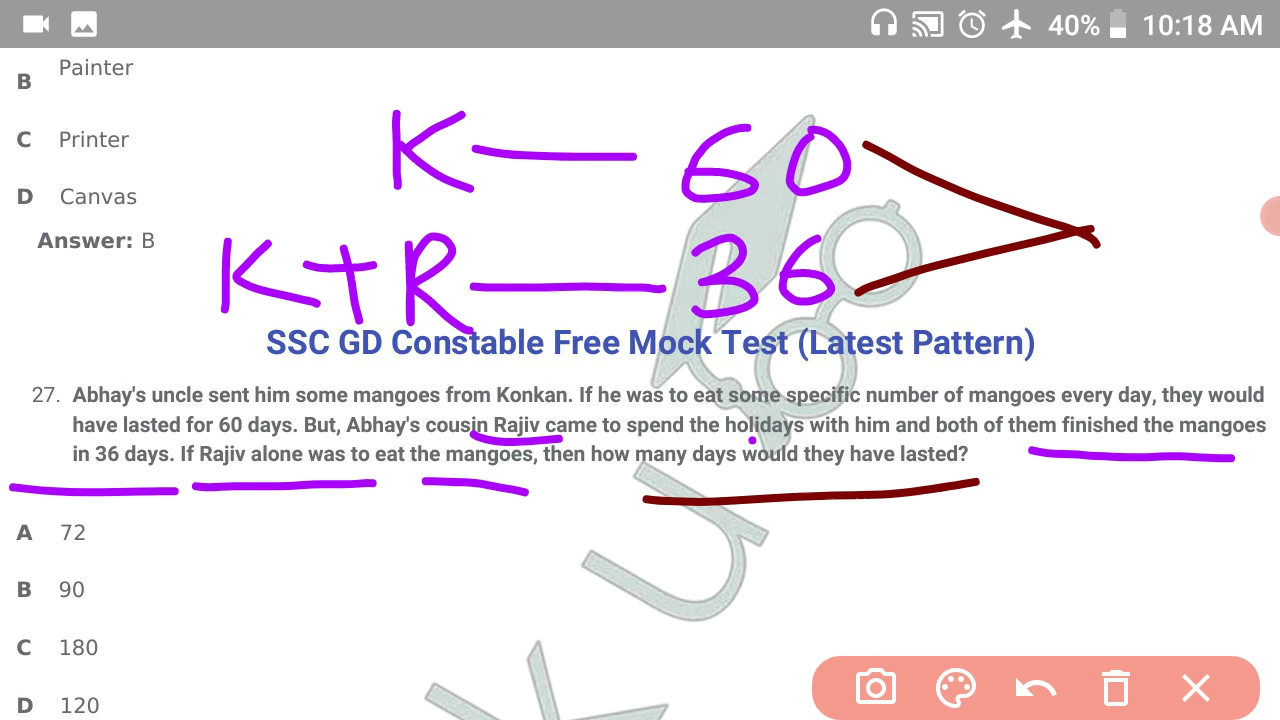 40% 10:18 AM
B Painter
C Printer
D Canvas
Answer: B
K — 60
K+R — 36
SSC GD Constable Free Mock Test (Latest Pattern)
27. Abhay's uncle sent him some mangoes from Konkan. If he was to eat some specific number of mangoes every day, they would
have lasted for 60 days. But, Abhay's cousin Rajiv came to spend the holidays with him and both of them finished the mangoes
in 36 days. If Rajiv alone was to eat the mangoes, then how many days would they have lasted?
A 72
B 90
C 180
D 120